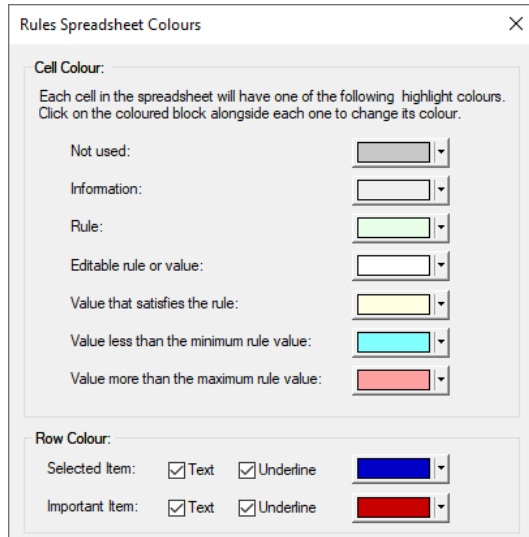 Rules Spreadsheet Colours
Cell Colour:
Each cell in the spreadsheet will have one of the following highlight colours.
Click on the coloured block alongside each one to change its colour.
Not used:
Information:
Rule:
Editable rule or value:
Value that satisfies the rule:
Value less than the minimum rule value:
Value more than the maximum rule value:
Row Colour:
Selected Item: Text Underline
Important Item: Text Underline